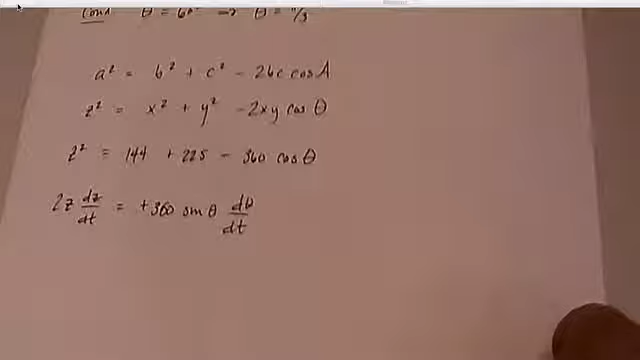 Cond θ = 60° → θ = π/3
a² = b² + c² - 2bc cos A
z² = x² + y² - 2xy cos θ
z² = 144 + 225 - 360 cos θ
2z dz/dt = +360 sin θ dθ/dt